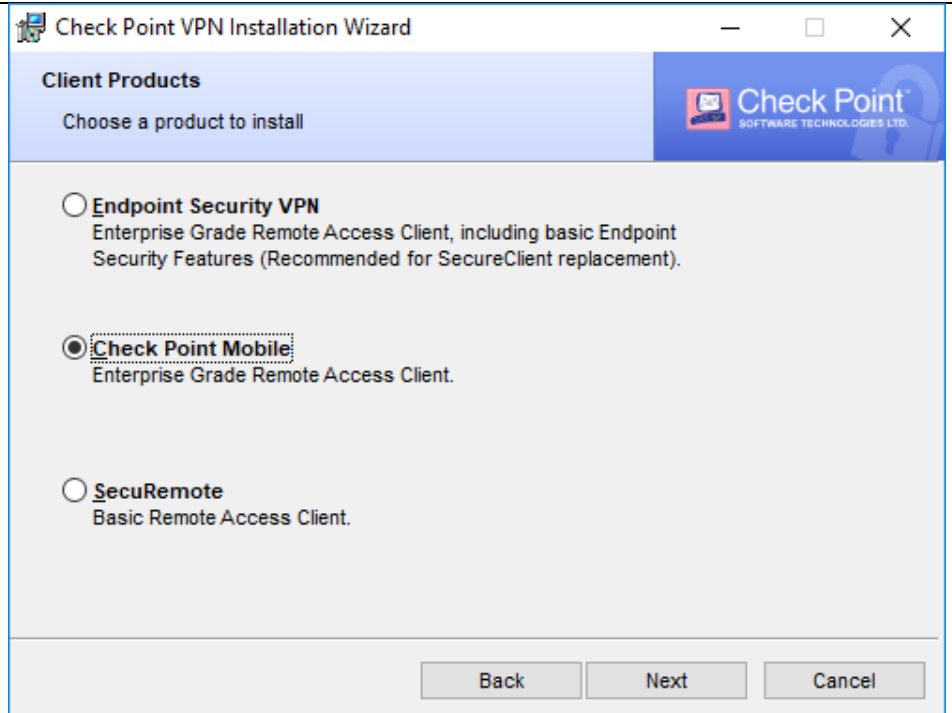 Check Point VPN Installation Wizard
Client Products
Choose a product to install
Check Point™
SOFTWARE TECHNOLOGIES LTD.
Endpoint Security VPN
Enterprise Grade Remote Access Client, including basic Endpoint
Security Features (Recommended for SecureClient replacement).
Check Point Mobile
Enterprise Grade Remote Access Client.
SecuRemote
Basic Remote Access Client.
Back
Next
Cancel